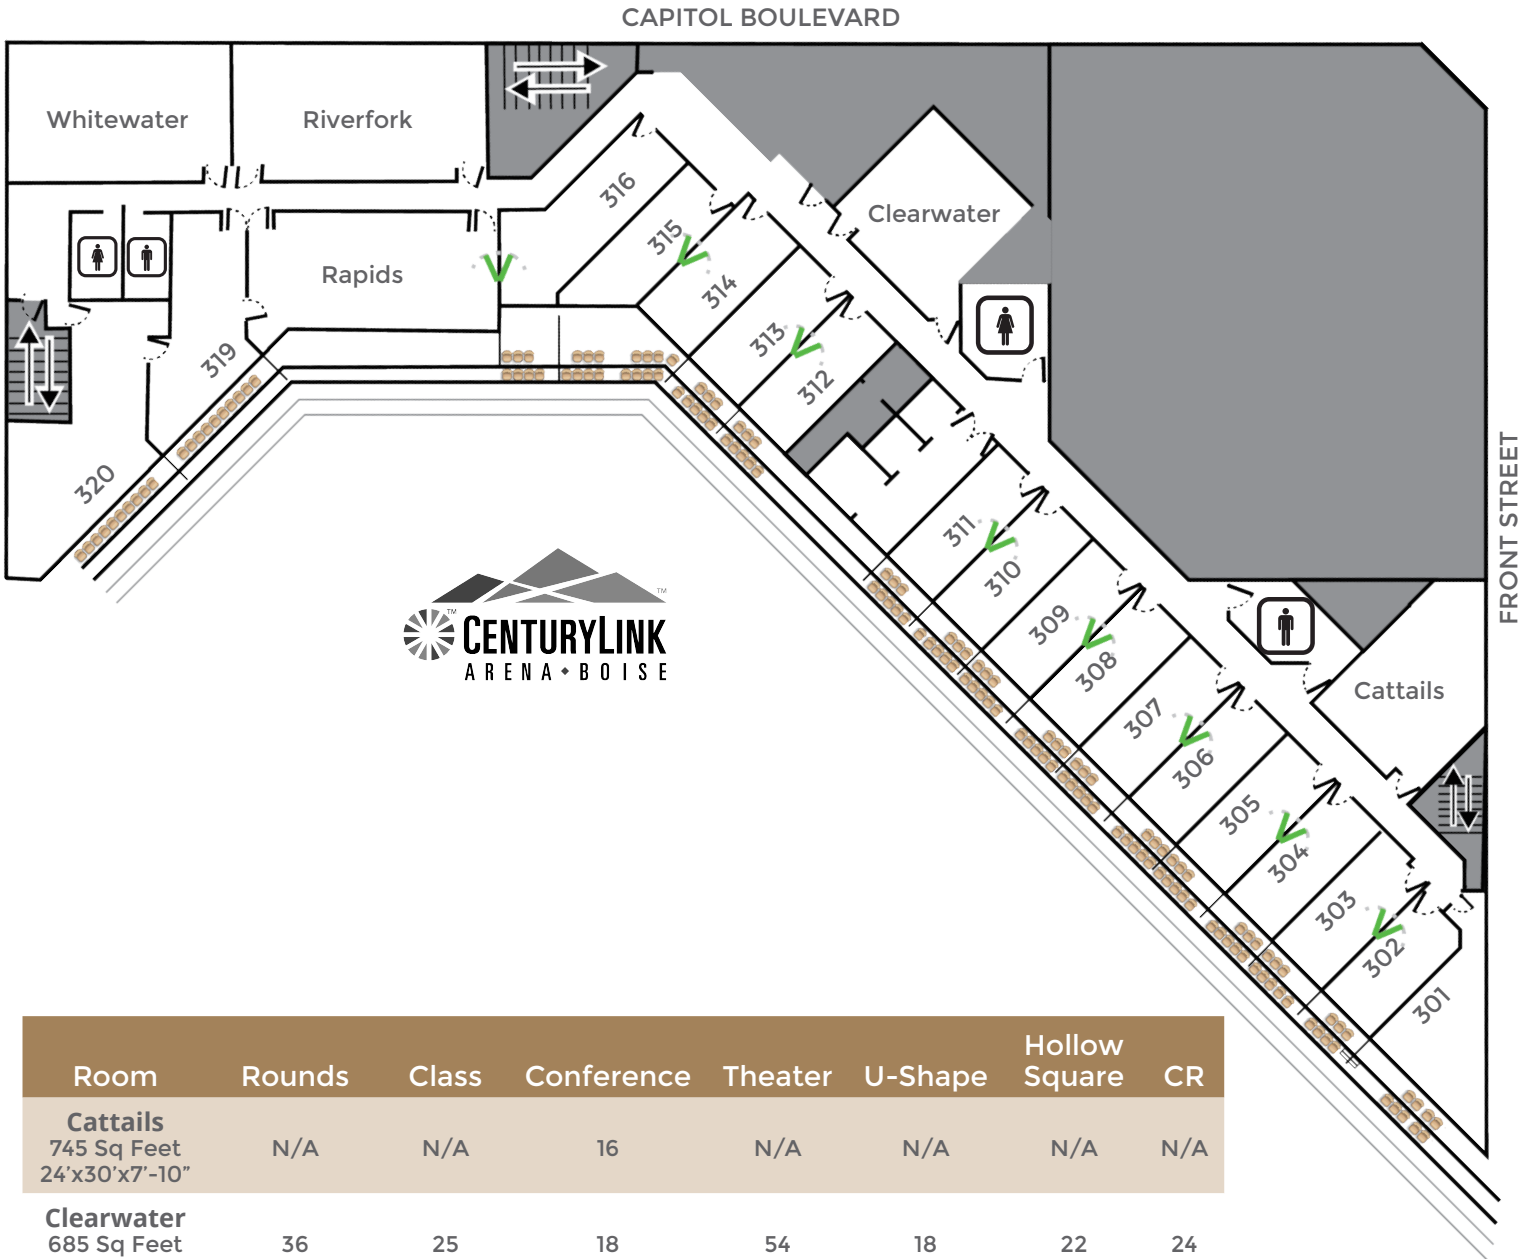 CAPITOL BOULEVARD
Whitewater
Riverfork
316
Clearwater
315
Rapids
314
313
312
319
320
311
310
309
308
307
306
305
304
303
302
301
Cattails
FRONT STREET
CENTURYLINK
ARENA◆BOISE
TM
TM
Room Rounds Class Conference Theater U-Shape Hollow Square CR
Cattails
745 Sq Feet N/A N/A 16 N/A N/A N/A N/A
24'x30'x7'-10"
Clearwater
685 Sq Feet 36 25 18 54 18 22 24